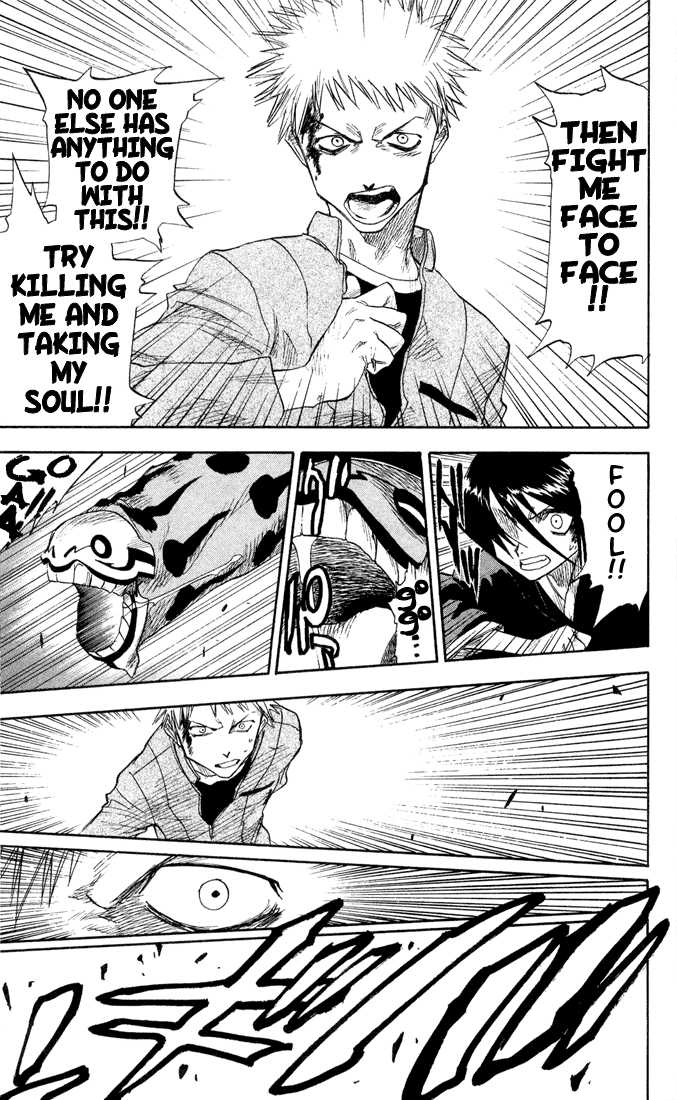 THEN
FIGHT
ME
FACE
TO
FACE
!!
NO ONE
ELSE HAS
ANYTHING
TO DO
WITH
THIS!!
TRY
KILLING
ME AND
TAKING
MY
SOUL!!
FOOL!!